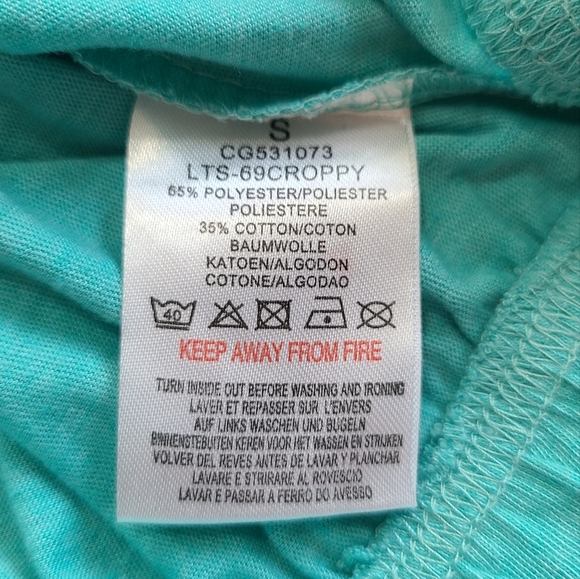 S
CG531073
LTS-69CROPPY
65% POLYESTER/POLIESTER
POLIESTERE
35% COTTON/COTON
BAUMWOLLE
KATOEN/ALGODON
COTONE/ALGODAO
40
KEEP AWAY FROM FIRE
TURN INSIDE OUT BEFORE WASHING AND IRONING
LAVER ET REPASSER SUR L'ENVERS
AUF LINKS WASCHEN UND BUGELN
BINNENSTEBUITEN KEREN VOOR HET WASSEN EN STRIJKEN
VOLVER DEL REVES ANTES DE LAVAR Y PLANCHAR
LAVARE E STIRARE AL ROVESCIO
LAVAR E PASSAR A FERRO DO AVESSO